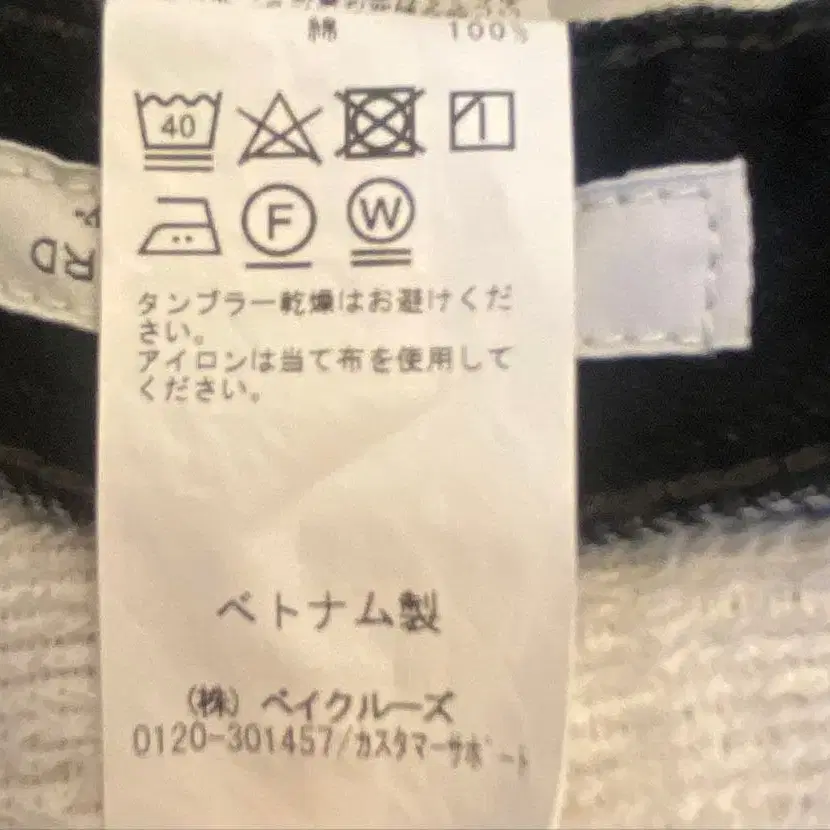 綿 100%
40
F W
タンブラー乾燥はお避けくだ
さい。
アイロンは当て布を使用して
ください。
ベトナム製
(株) ベイクルーズ
0120-301457/カスタマーサポート
RD